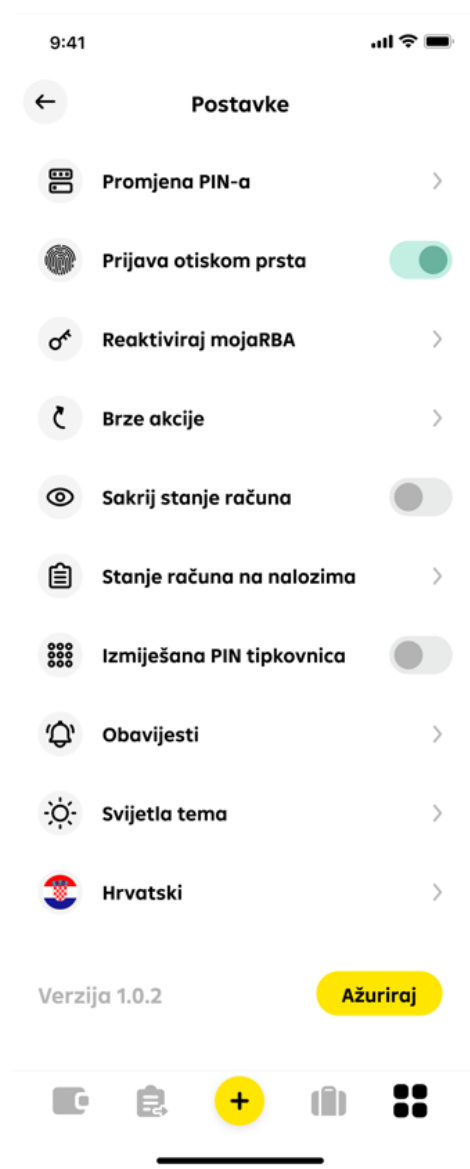 9:41
Postavke
Promjena PIN-a
Prijava otiskom prsta
Reaktiviraj mojaRBA
Brze akcije
Sakrij stanje računa
Stanje računa na nalozima
Izmiješana PIN tipkovnica
Obavijesti
Svijetla tema
Hrvatski
Verzija 1.0.2
Ažuriraj